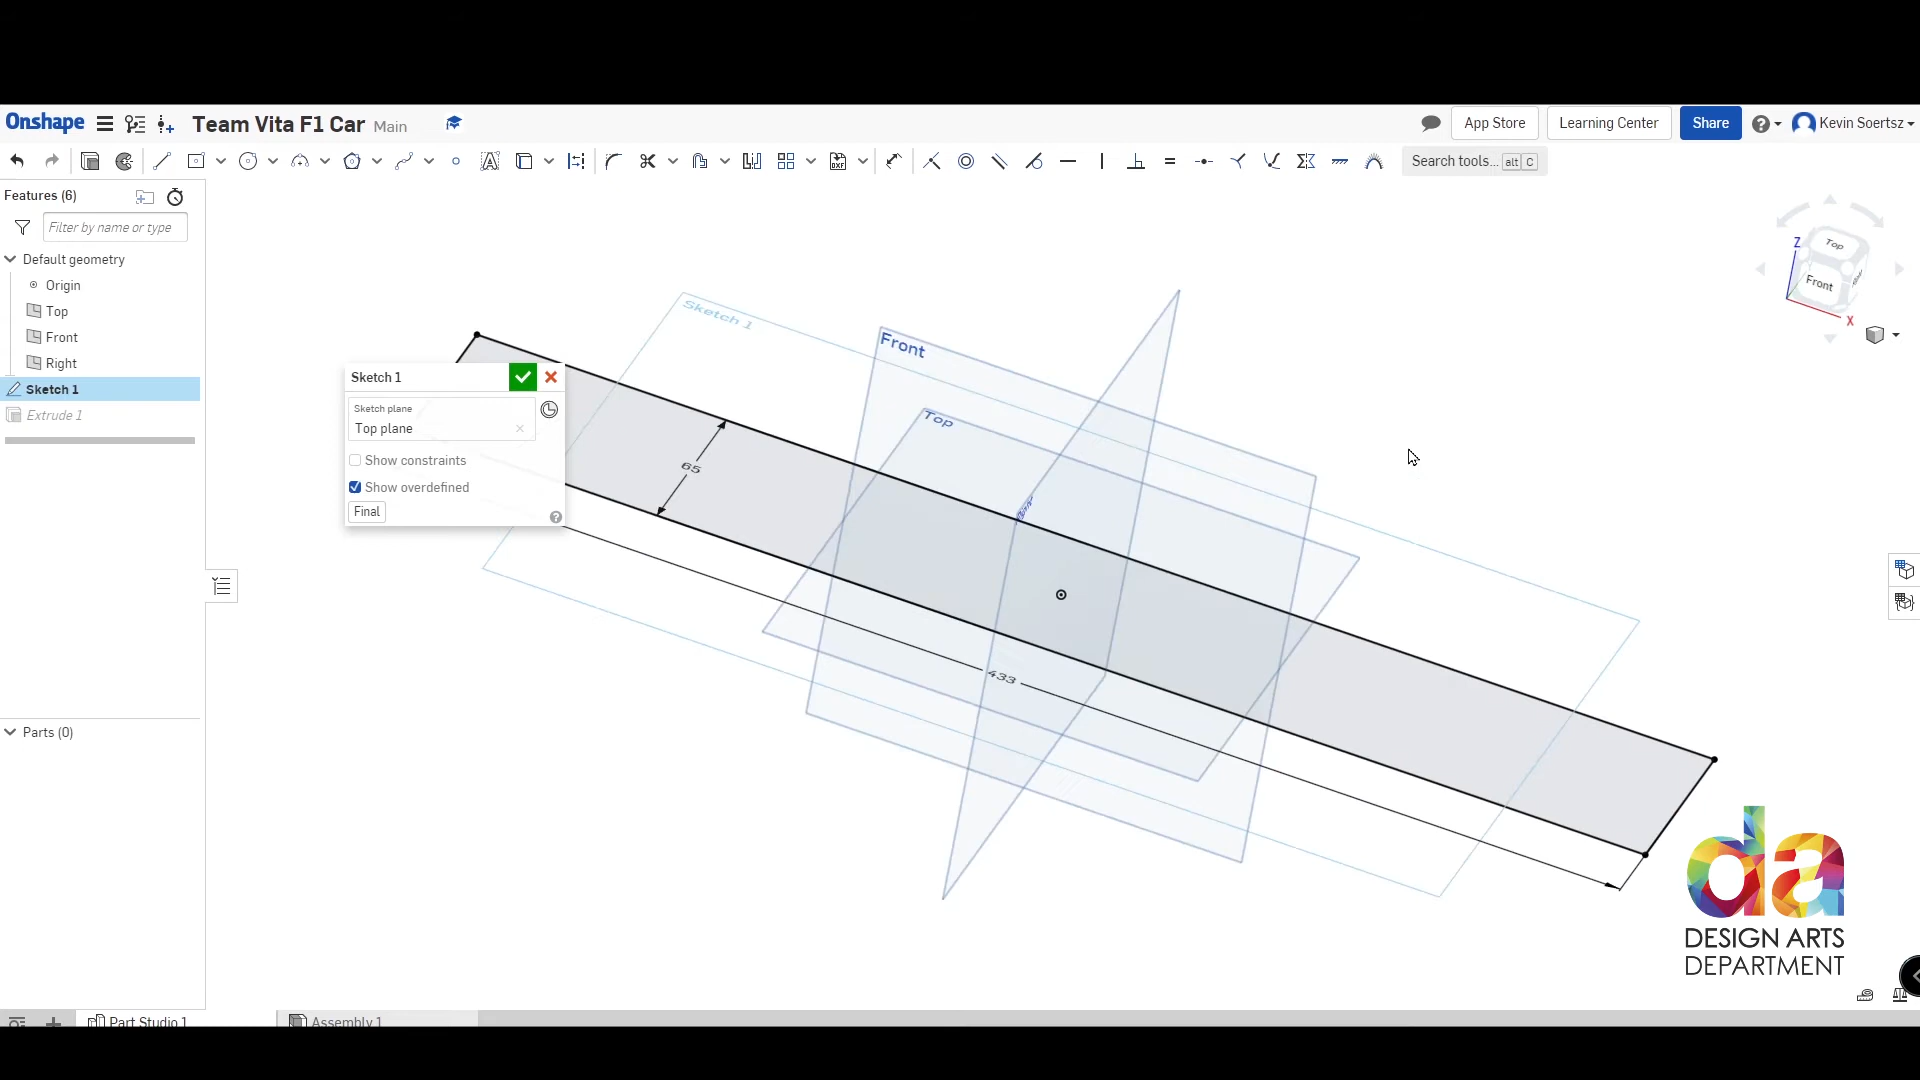 Onshape
Team Vita F1 Car Main
App Store
Learning Center
Share
Kevin Soertsz
Search tools... alt C
Features (6)
Filter by name or type
Default geometry
Origin
Top
Front
Right
Sketch 1
Extrude 1
Parts (0)
Sketch 1
Sketch plane
Top plane
Show constraints
Show overdefined
Final
Sketch 1
Front
Top
65
433
Z
Top
Front
X
DESIGN ARTS
DEPARTMENT
da
Part Studio 1
Assembly 1